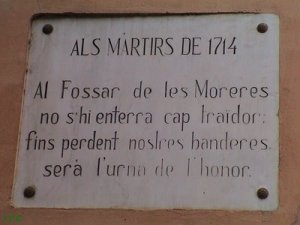 ALS MÀRTIRS DE 1714
Al Fossar de les Moreres
no s'hi enterra cap traïdor:
fins perdent nostres banderes
serà l'urna de l'honor.